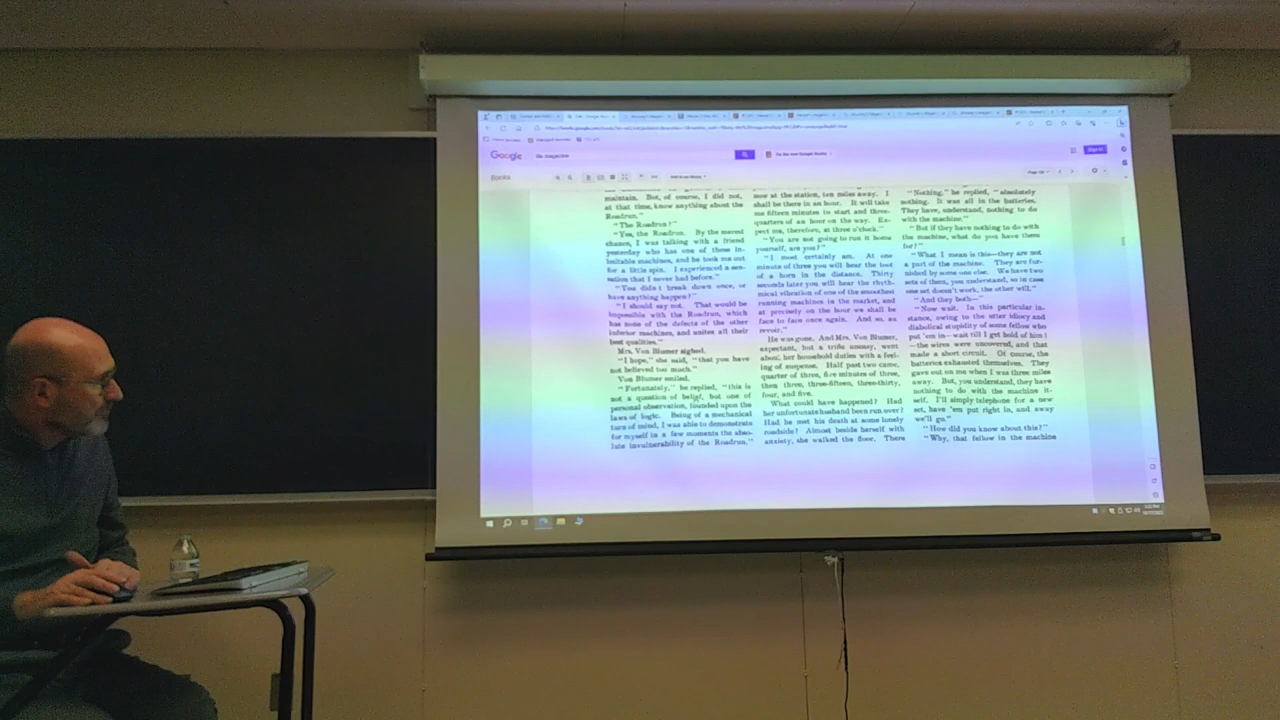 Google
life magazine
Sign in
Books
maintain. But, of course, I did not,
at that time, know anything about the
Roadrun."
"The Roadrun?"
"Yes, the Roadrun. By the merest
chance, I was talking with a friend
yesterday who has one of these in-
imitable machines, and he took me out
for a little spin. I experienced a sen-
sation that I never had before."
"You didn't break down once, or
have anything happen?"
"I should say not. That would be
impossible with the Roadrun, which
has none of the defects of the other
inferior machines, and unites all their
best qualities."
Mrs. Von Blumer sighed.
"I hope," she said, "that you have
not believed too much."
Von Blumer smiled.
"Fortunately," he replied, "this is
not a question of belief, but one of
personal observation, founded upon the
laws of logic. Being of a mechanical
turn of mind, I was able to demonstrate
for myself in a few moments the abso-
lute invulnerability of the Roadrun."
now at the station, ten miles away. I
shall be there in an hour. It will take
me fifteen minutes to start and three-
quarters of an hour on the way. Ex-
pect me, therefore, at three o'clock."
"You are not going to run it home
yourself, are you?"
"I most certainly am. At one
minute of three you will hear the toot
of a horn in the distance. Thirty
seconds later you will hear the rhyth-
mical vibration of one of the smoothest
running machines in the market, and
at precisely on the hour we shall be
face to face once again. And so, au
revoir."
He was gone. And Mrs. Von Blumer,
expectant, but a trifle uneasy, went
about her household duties with a feel-
ing of suspense. Half past two came,
quarter of three, five minutes of three,
then three, three-fifteen, three-thirty,
four, and five.
What could have happened? Had
her unfortunate husband been run over?
Had he met his death at some lonely
roadside? Almost beside herself with
anxiety, she walked the floor. There
"Nothing," he replied, "absolutely
nothing. It was all in the batteries.
They have, understand, nothing to do
with the machine."
"But if they have nothing to do with
the machine, what do you have them
for?"
"What I mean is this—they are not
a part of the machine. They are fur-
nished by some one else. We have two
sets of them, you understand, so in case
one set doesn't work, the other will."
"And they both—"
"Now wait. In this particular in-
stance, owing to the utter idiocy and
diabolical stupidity of some fellow who
put 'em in—wait till I get hold of him!
—the wires were uncovered, and that
made a short circuit. Of course, the
batteries exhausted themselves. They
gave out on me when I was three miles
away. But, you understand, they have
nothing to do with the machine it-
self. I'll simply telephone for a new
set, have 'em put right in, and away
we'll go."
"How did you know about this?"
"Why, that fellow in the machine